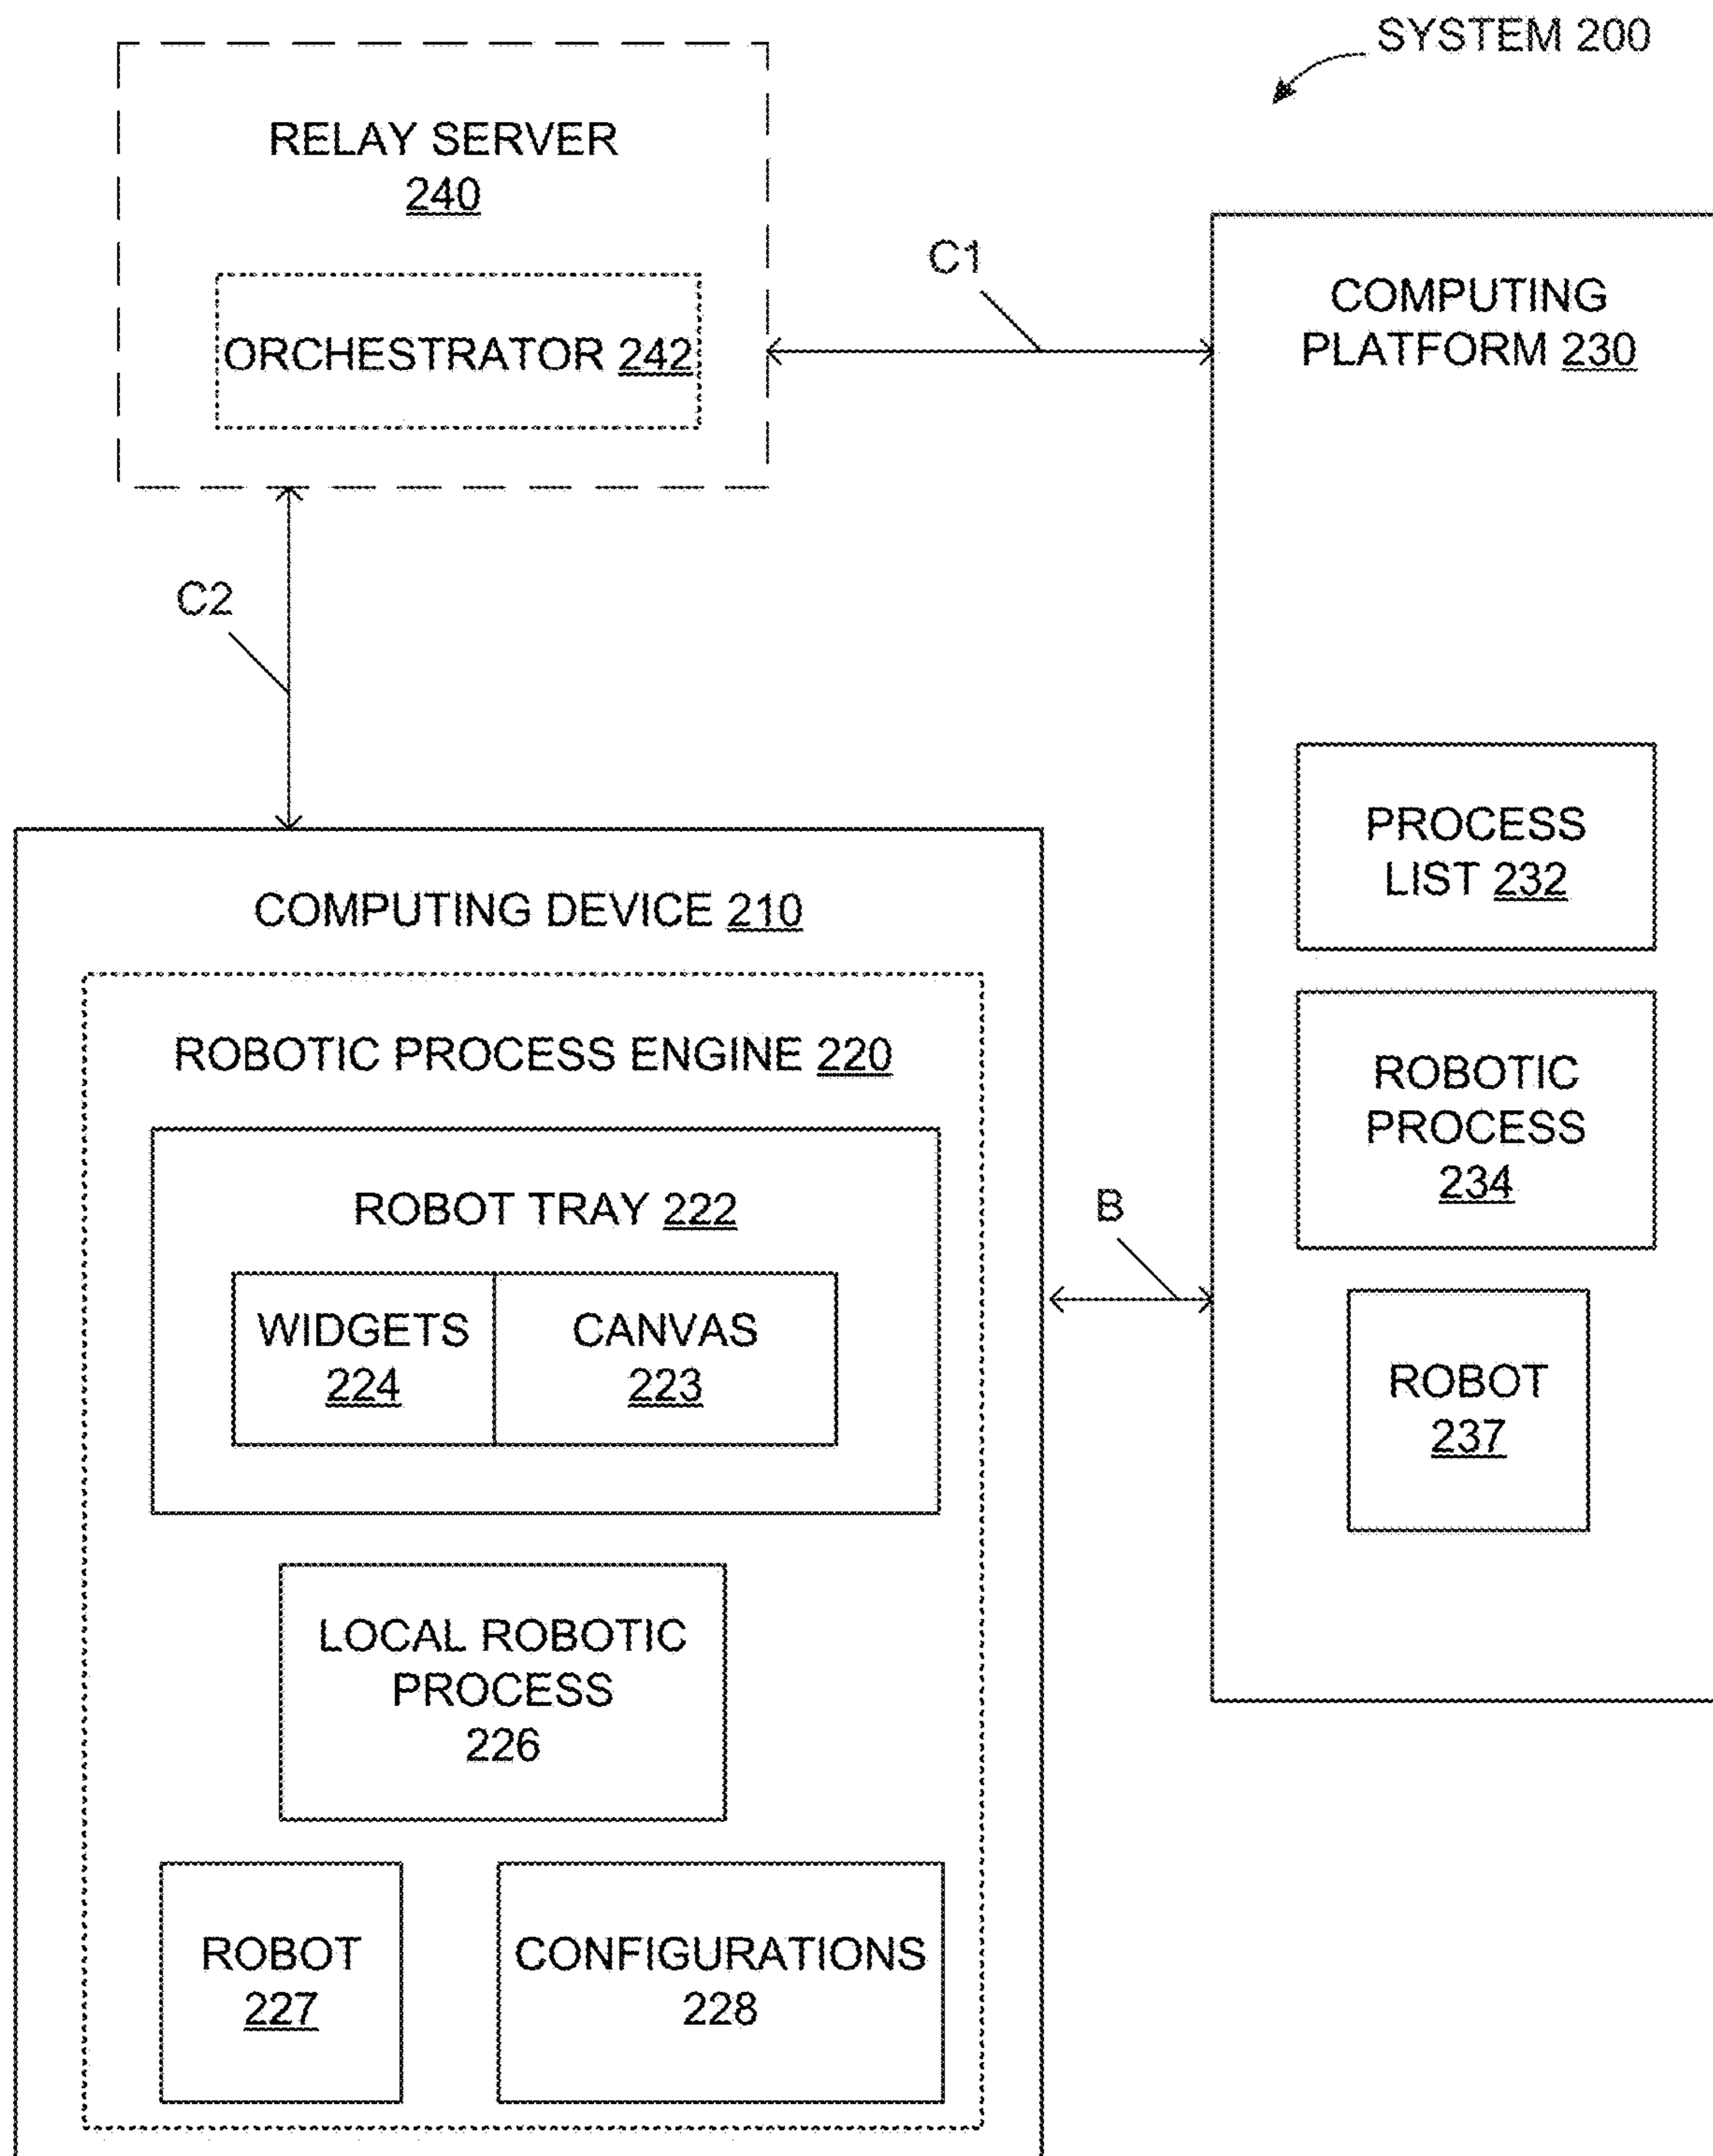 SYSTEM 200
RELAY SERVER
240
ORCHESTRATOR 242
C1
COMPUTING
PLATFORM 230
C2
PROCESS
LIST 232
ROBOTIC
PROCESS
234
ROBOT
237
B
COMPUTING DEVICE 210
ROBOTIC PROCESS ENGINE 220
ROBOT TRAY 222
WIDGETS
224
CANVAS
223
LOCAL ROBOTIC
PROCESS
226
ROBOT
227
CONFIGURATIONS
228